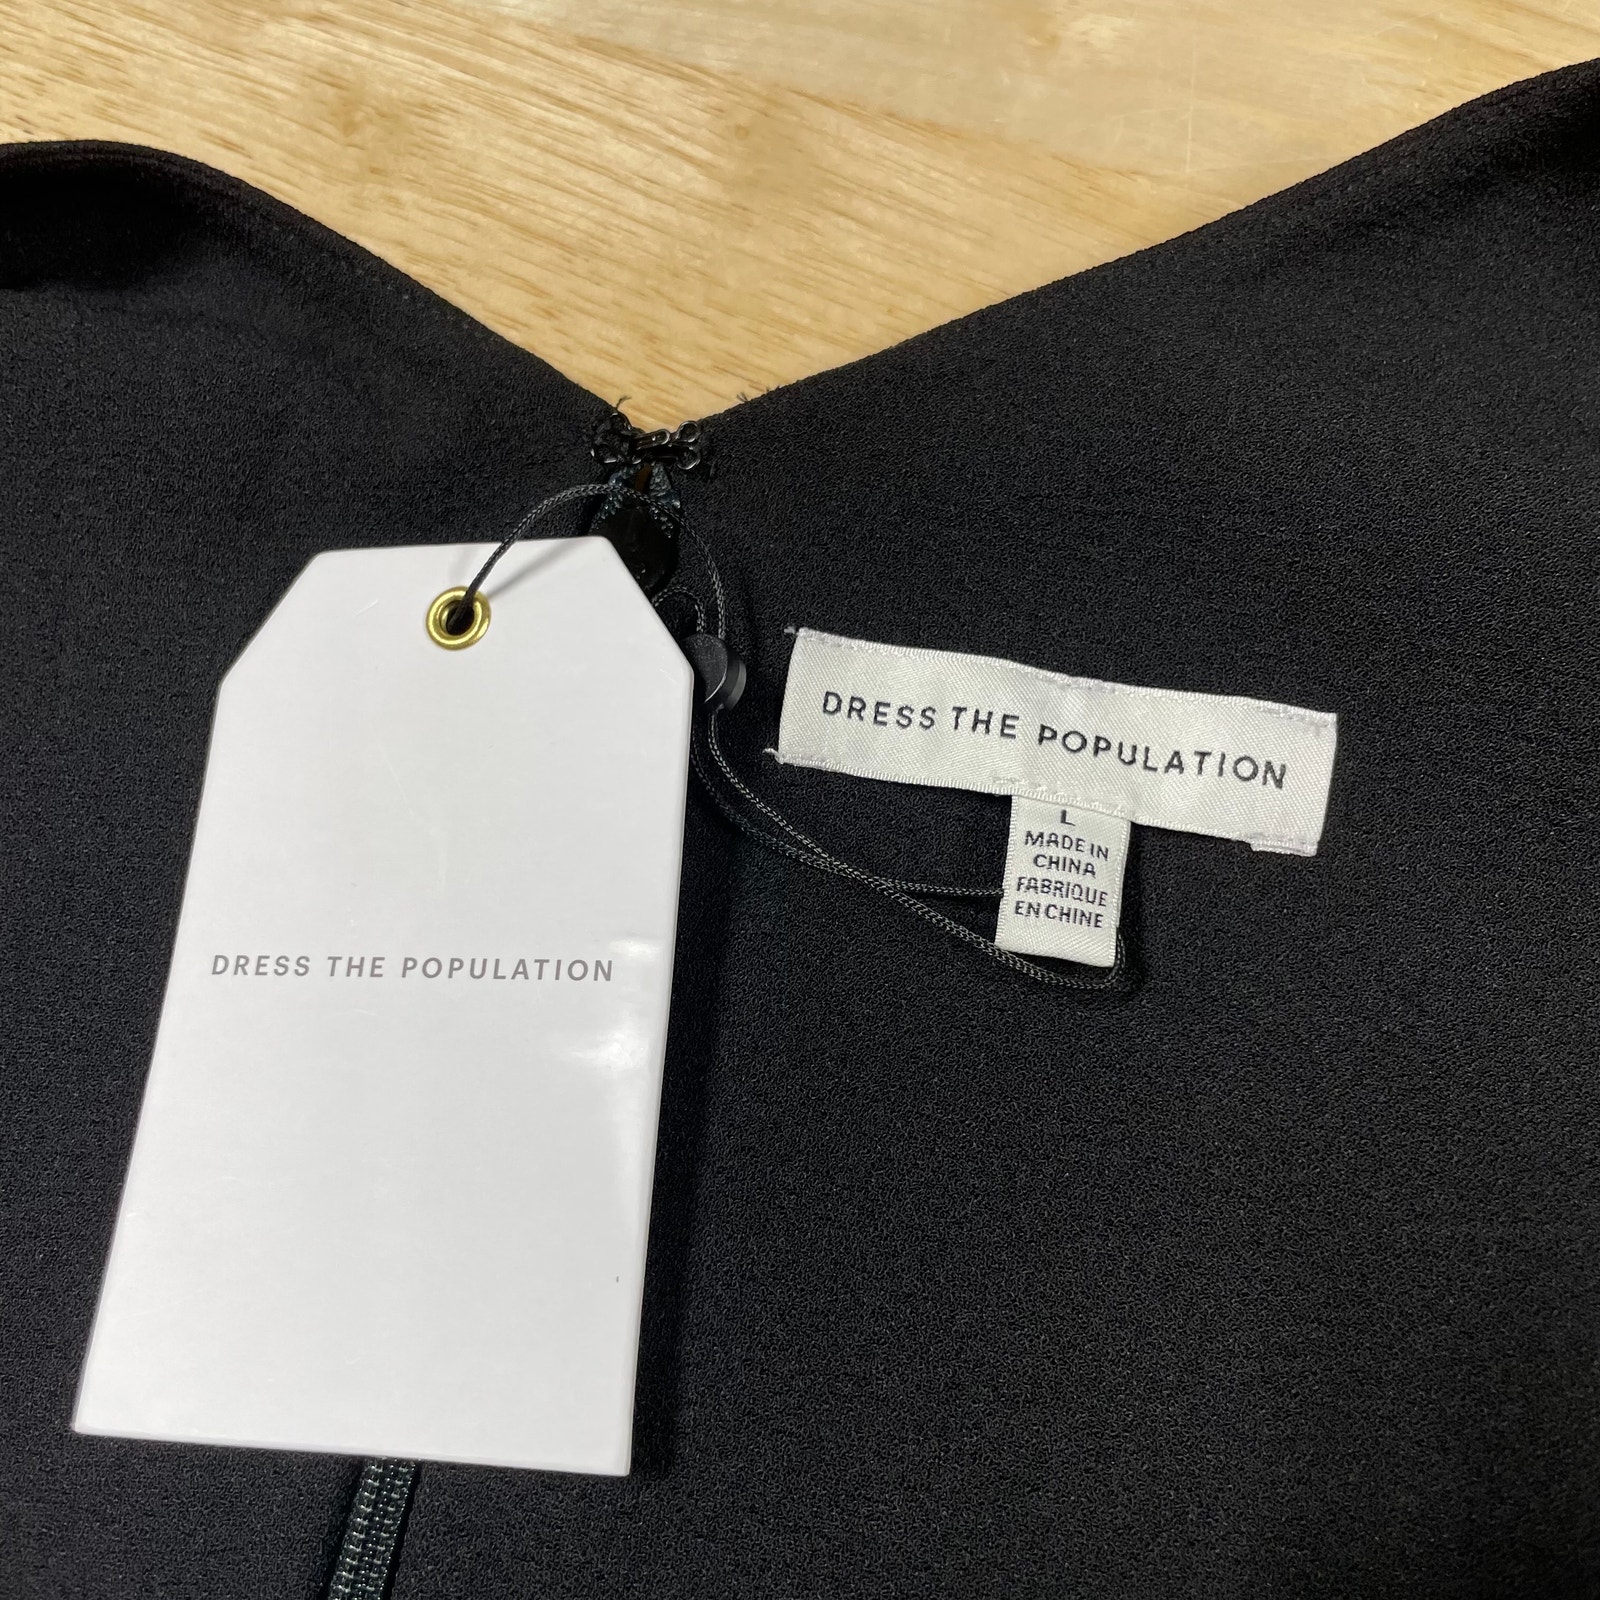 DRESS THE POPULATION
DRESS THE POPULATION
L
MADE IN
CHINA
FABRIQUE
EN CHINE